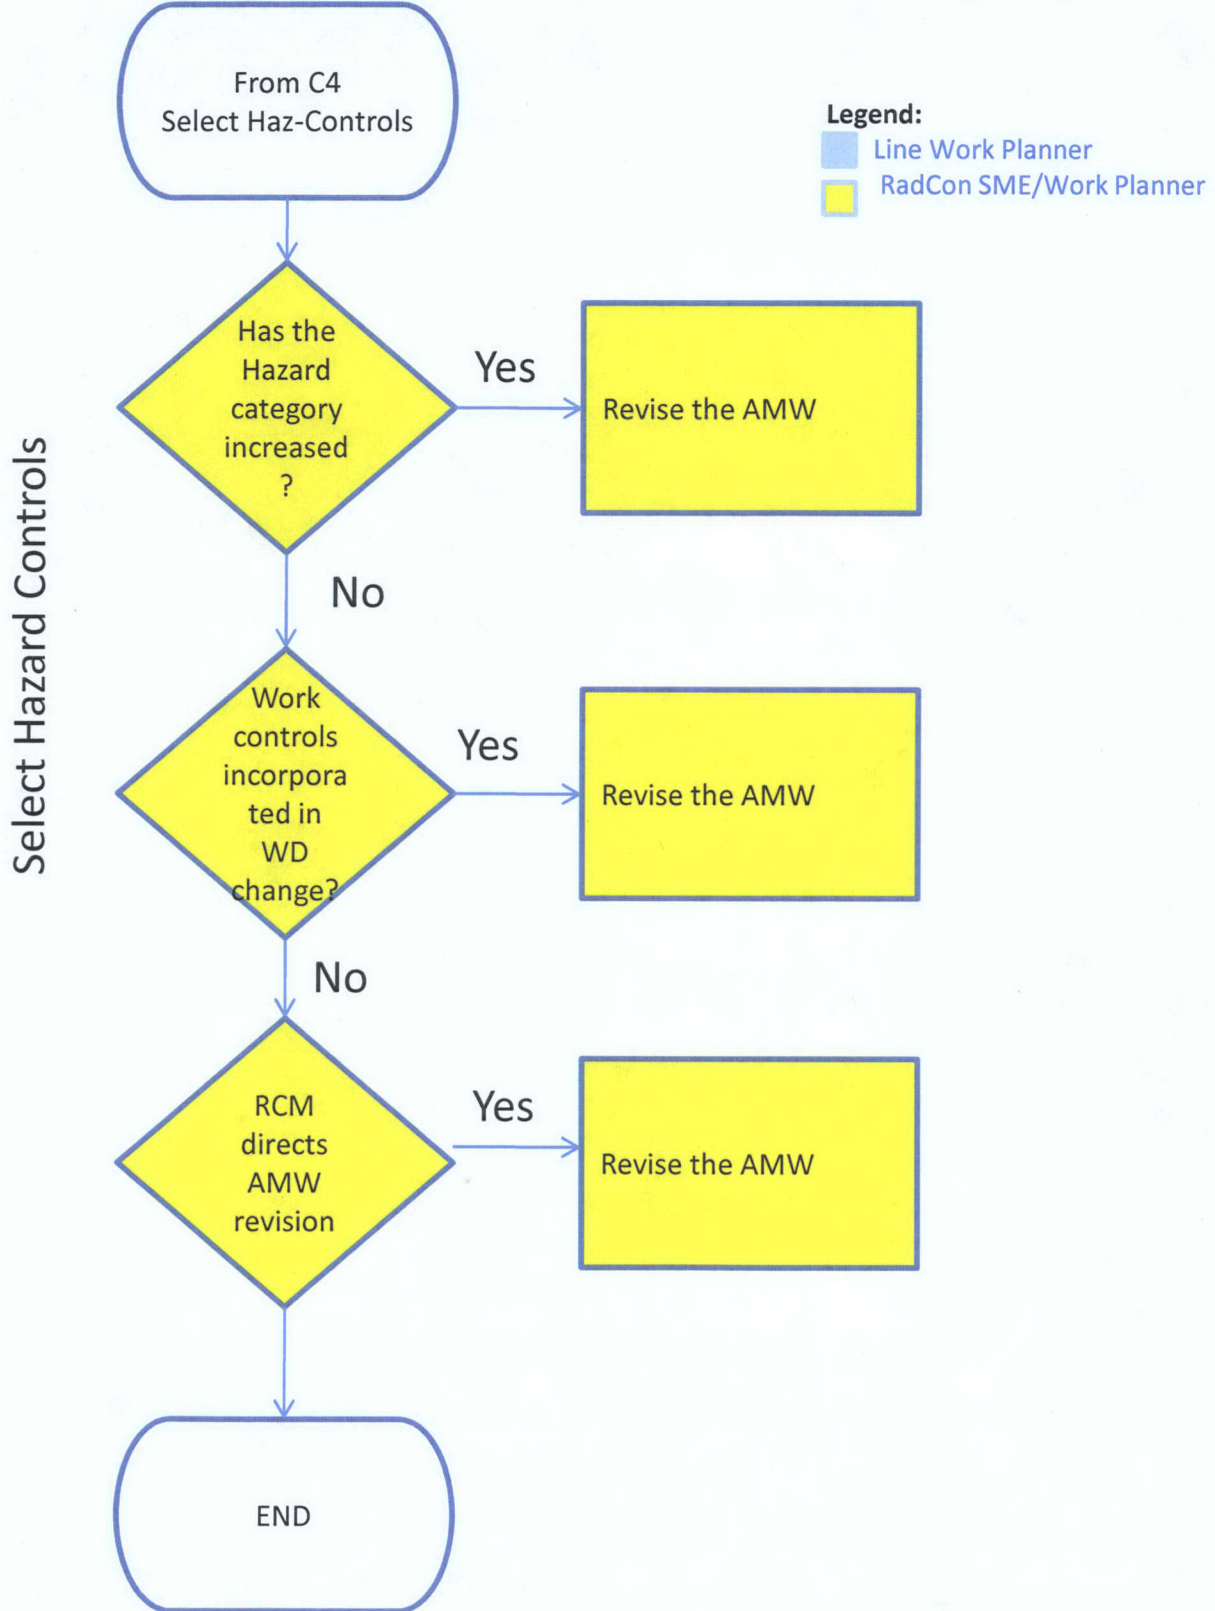 From C4
Select Haz-Controls
Legend:
Line Work Planner
RadCon SME/Work Planner
Select Hazard Controls
Has the
Hazard
category
increased
?
Yes
Revise the AMW
No
Work
controls
incorpora
ted in
WD
change?
Yes
Revise the AMW
No
RCM
directs
AMW
revision
Yes
Revise the AMW
END